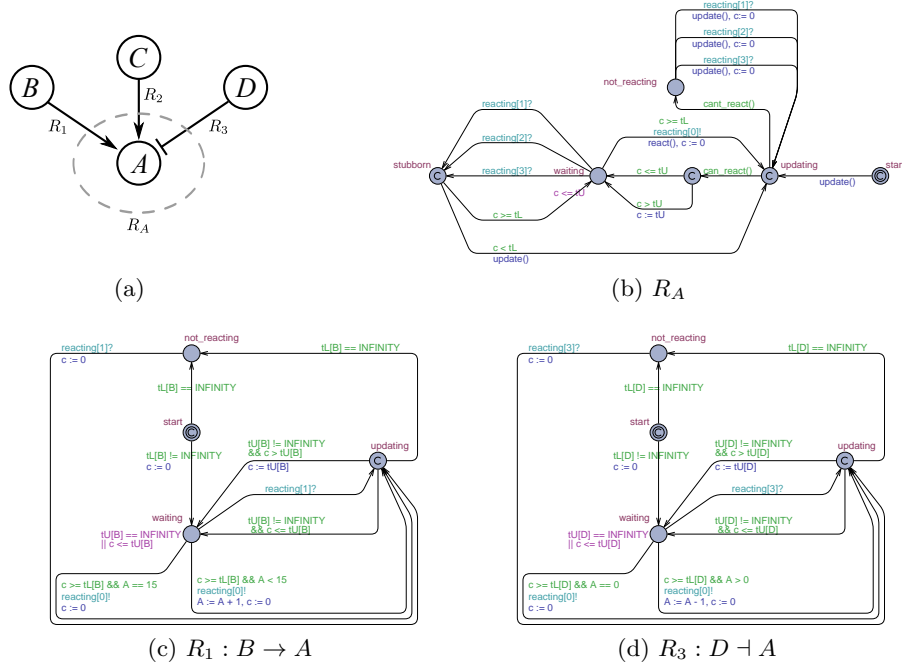 B
C
D
R1
R2
R3
A
RA
(a)
reacting[1]?
update(), c:= 0
reacting[2]?
update(), c:= 0
reacting[3]?
update(), c:= 0
not_reacting
cant_react()
reacting[1]?
c >= tL
reacting[0]!
react(), c := 0
reacting[2]?
stubborn
reacting[3]?
waiting
c <= tU
c <= tU
C
can_react()
updating
C
start
C
C
update()
c > tU
c := tU
c >= tL
c < tL
update()
(b) RA
not_reacting
reacting[1]?
c := 0
tL[B] == INFINITY
tL[B] == INFINITY
start
C
tL[B] != INFINITY
c := 0
tU[B] != INFINITY
&& c > tU[B]
c := tU[B]
updating
C
reacting[1]?
waiting
tU[B] == INFINITY
|| c <= tU[B]
tU[B] != INFINITY
&& c <= tU[B]
c >= tL[B] && A == 15
reacting[0]!
c := 0
c >= tL[B] && A < 15
reacting[0]!
A := A + 1, c := 0
(c) R1 : B → A
not_reacting
reacting[3]?
c := 0
tL[D] == INFINITY
tL[D] == INFINITY
start
C
tL[D] != INFINITY
c := 0
tU[D] != INFINITY
&& c > tU[D]
c := tU[D]
updating
C
reacting[3]?
waiting
tU[D] == INFINITY
|| c <= tU[D]
tU[D] != INFINITY
&& c <= tU[D]
c >= tL[D] && A == 0
reacting[0]!
c := 0
c >= tL[D] && A > 0
reacting[0]!
A := A - 1, c := 0
(d) R3 : D ⊣ A